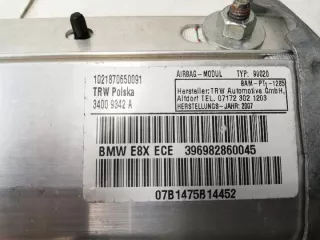 1021870650091
TRW Polska
3400 9342 A
AIRBAG - MODUL TYP: 90020
BAM-PT1-1285
Hersteller: TRW Automotive GmbH
Alfdorf TEL. 07172 302 1203
HERSTELLUNGS-JAHR: 2007
BMW E8X ECE 396982860045
07B1475B14452